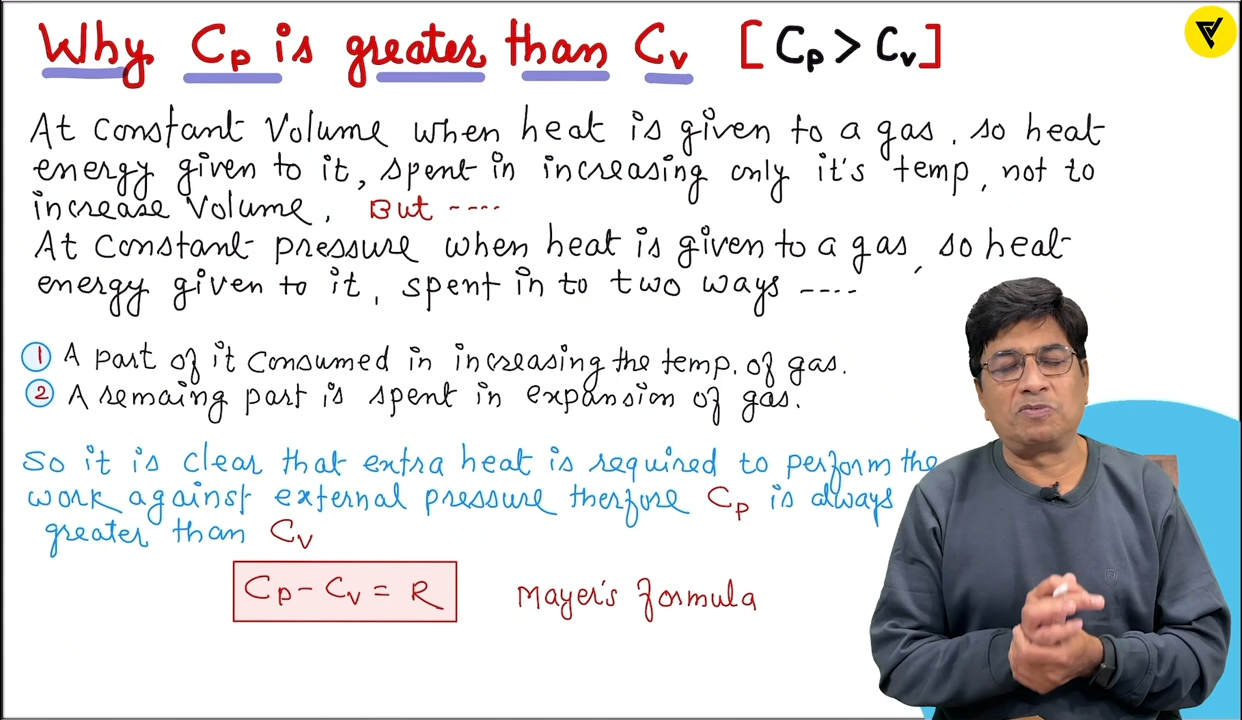 Why Cp is greater than Cv [Cp > Cv]
At Constant Volume when heat is given to a gas, so heat
energy given to it, spent in increasing only it's temp, not to
increase Volume, But ----
At Constant pressure when heat is given to a gas, so heat
energy given to it, spent in to two ways ----
1 A part of it Consumed in increasing the temp. of gas.
2 A remaing part is spent in expansion of gas.
So it is clear that extra heat is required to perform the
work against external pressure therfore Cp is always
greater than Cv
Cp - Cv = R Mayer's formula